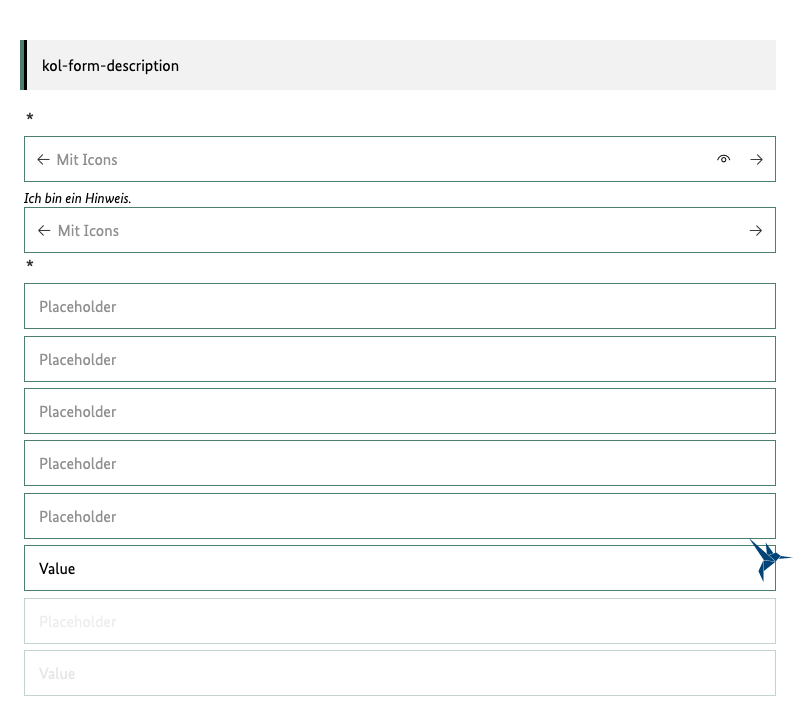 kol-form-description
*
Mit Icons
Ich bin ein Hinweis.
Mit Icons
*
Placeholder
Placeholder
Placeholder
Placeholder
Placeholder
Value
Placeholder
Value